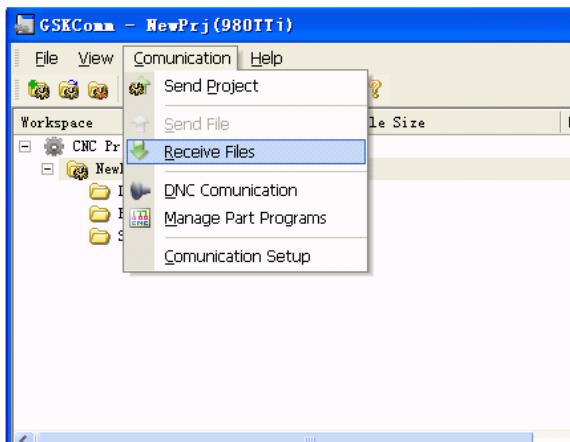 GSKComm - NewPrj(980TTi)
File View Comunication Help
Send Project
Workspace
le Size
Send File
CNC Pr
Receive Files
New
DNC Comunication
Manage Part Programs
Comunication Setup